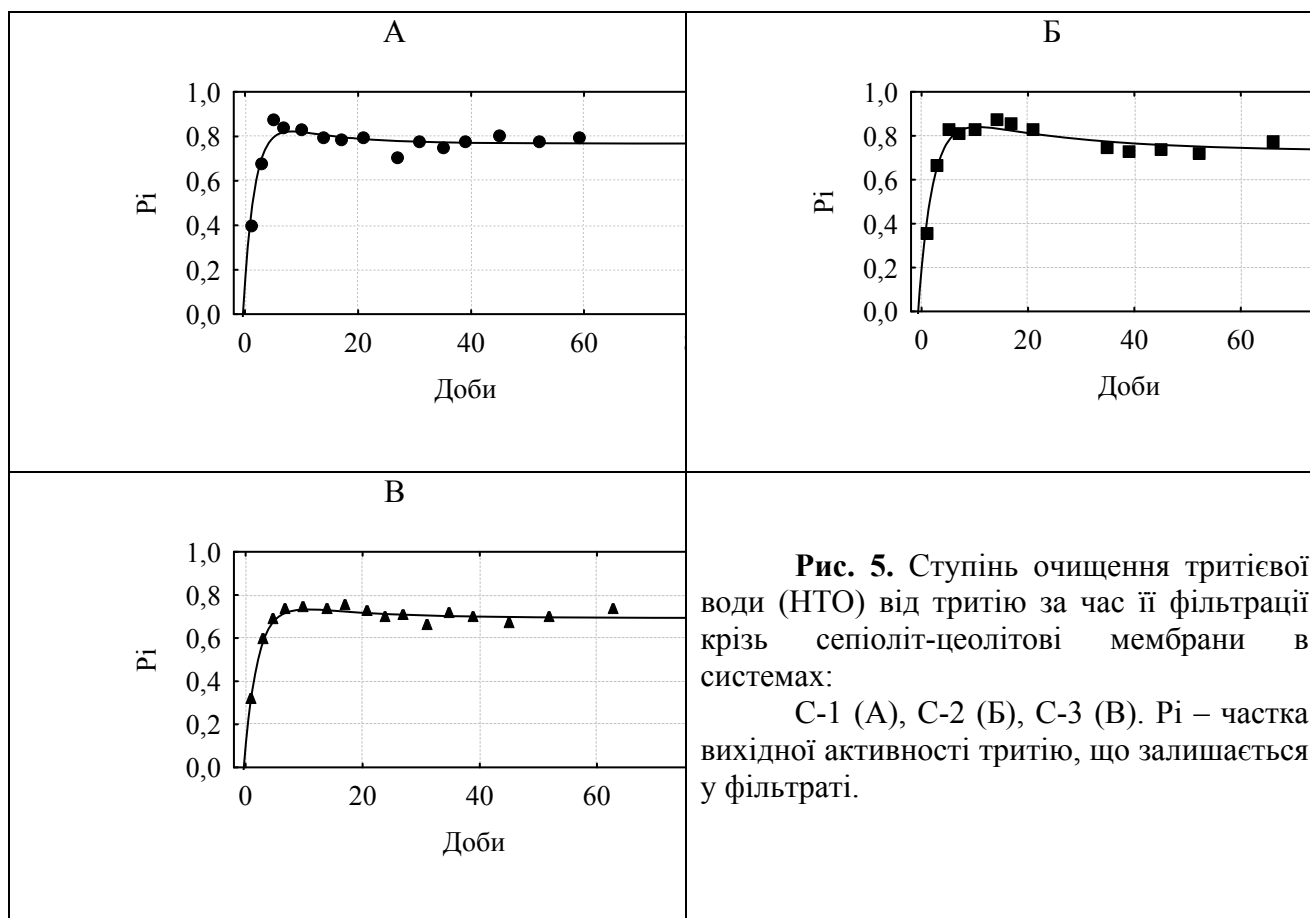 А
1,0
0,8
0,6
0,4
0,2
0,0
Pi
0 20 40 60
Доби
Б
1,0
0,8
0,6
0,4
0,2
0,0
Pi
0 20 40 60
Доби
В
1,0
0,8
0,6
0,4
0,2
0,0
Pi
0 20 40 60
Доби
Рис. 5. Ступінь очищення тритієвої
води (НТО) від тритію за час її фільтрації
крізь сепіоліт-цеолітові мембрани в
системах:
С-1 (А), С-2 (Б), С-3 (В). Рі – частка
вихідної активності тритію, що залишається
у фільтраті.